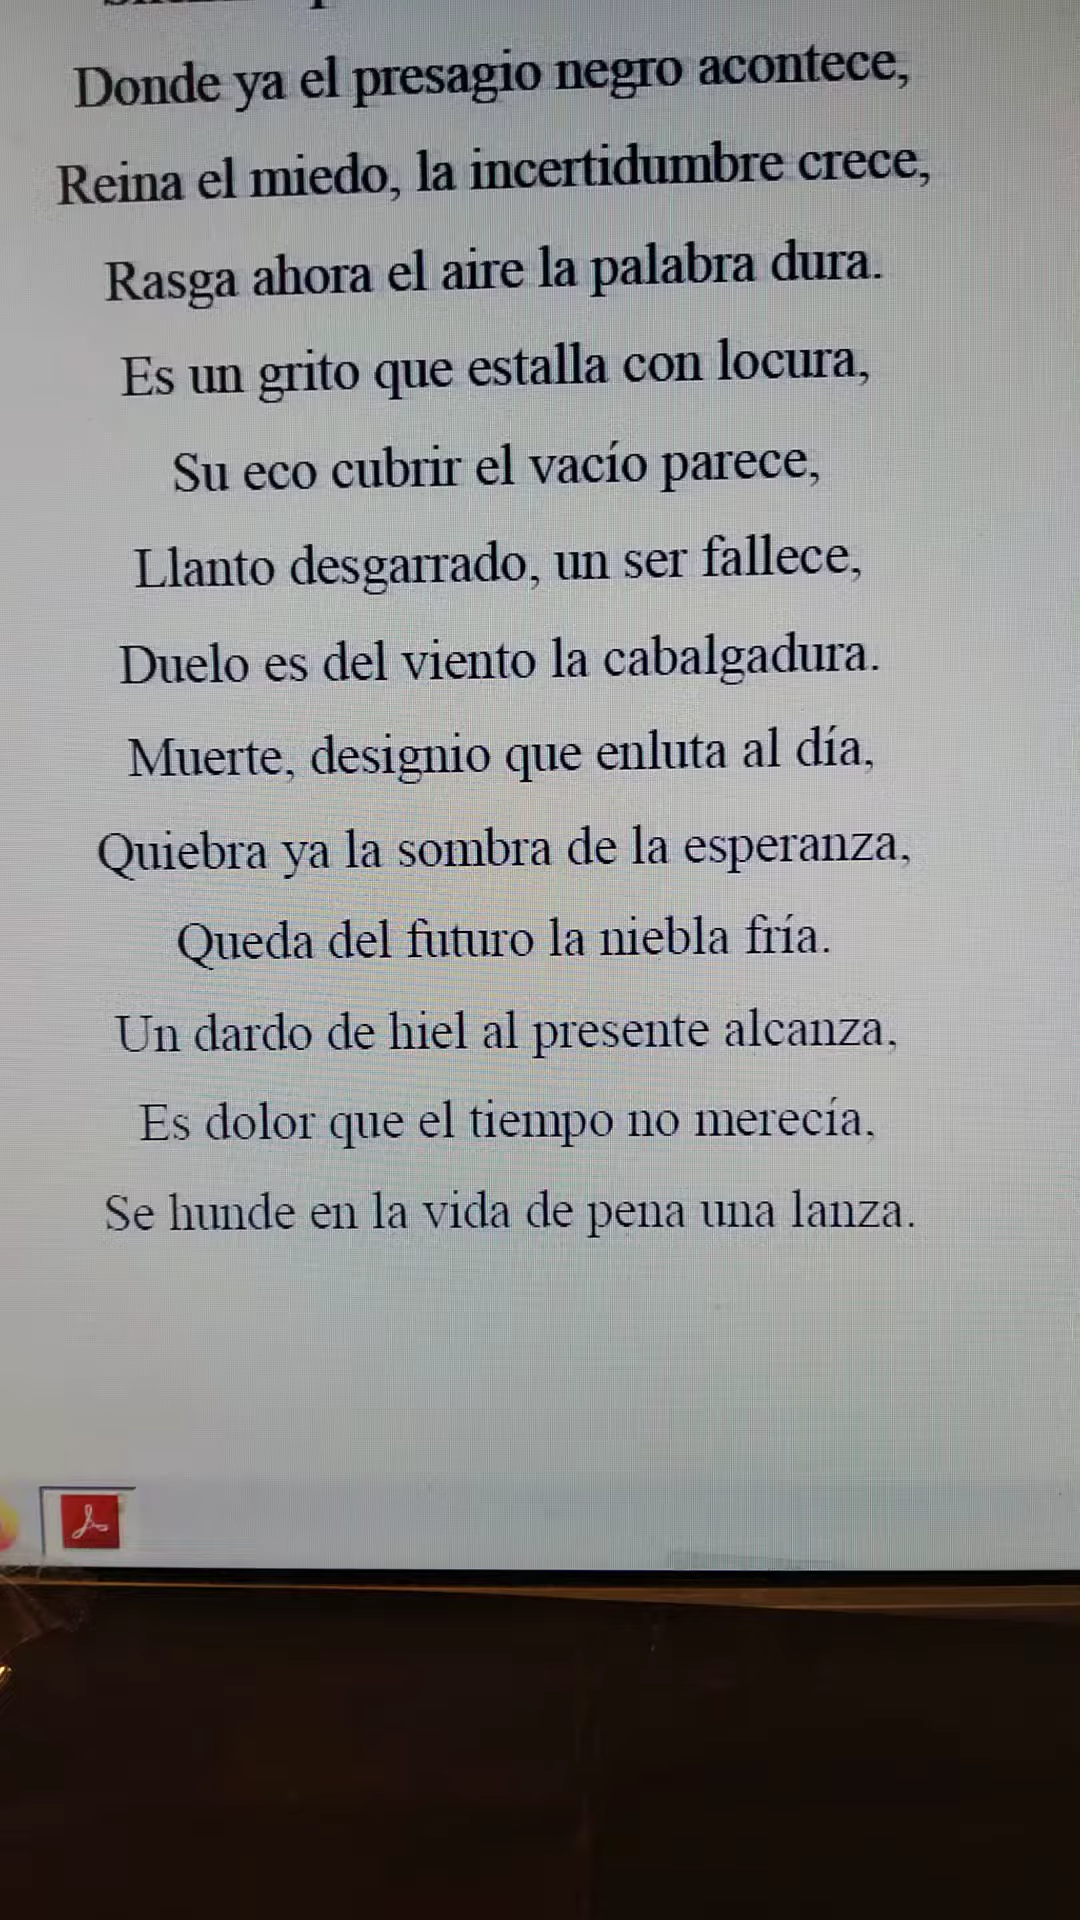 Donde ya el presagio negro acontece,
Reina el miedo, la incertidumbre crece,
Rasga ahora el aire la palabra dura.
Es un grito que estalla con locura,
Su eco cubrir el vacío parece,
Llanto desgarrado, un ser fallece,
Duelo es del viento la cabalgadura.
Muerte, designio que enluta al día,
Quiebra ya la sombra de la esperanza,
Queda del futuro la niebla fría.
Un dardo de hiel al presente alcanza,
Es dolor que el tiempo no merecía,
Se hunde en la vida de pena una lanza.